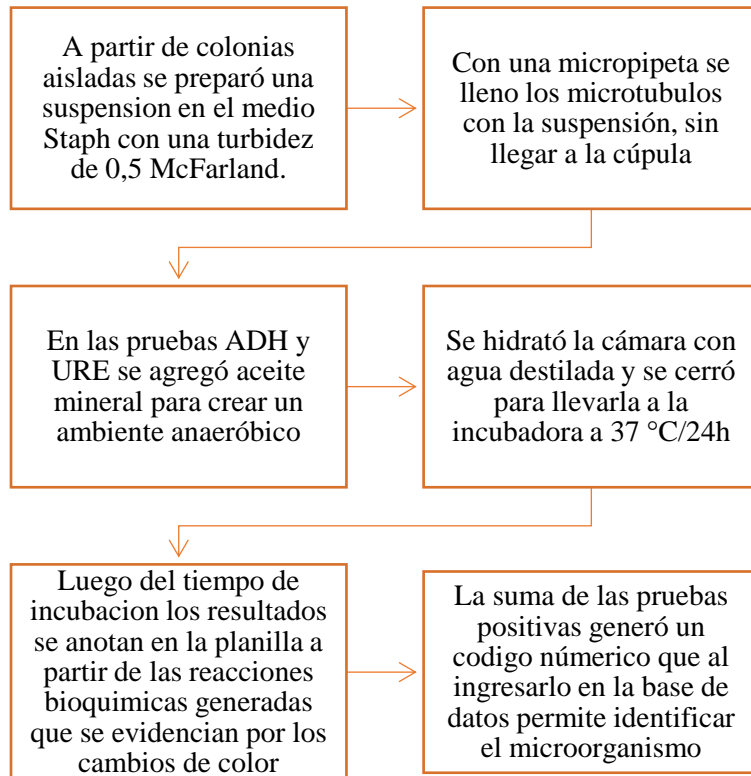 A partir de colonias
aisladas se preparó una
suspension en el medio
Staph con una turbidez
de 0,5 McFarland.
Con una micropipeta se
lleno los microtubulos
con la suspensión, sin
llegar a la cúpula
En las pruebas ADH y
URE se agregó aceite
mineral para crear un
ambiente anaeróbico
Se hidrató la cámara con
agua destilada y se cerró
para llevarla a la
incubadora a 37 °C/24h
Luego del tiempo de
incubacion los resultados
se anotan en la planilla a
partir de las reacciones
bioquimicas generadas
que se evidencian por los
cambios de color
La suma de las pruebas
positivas generó un
codigo númerico que al
ingresarlo en la base de
datos permite identificar
el microorganismo